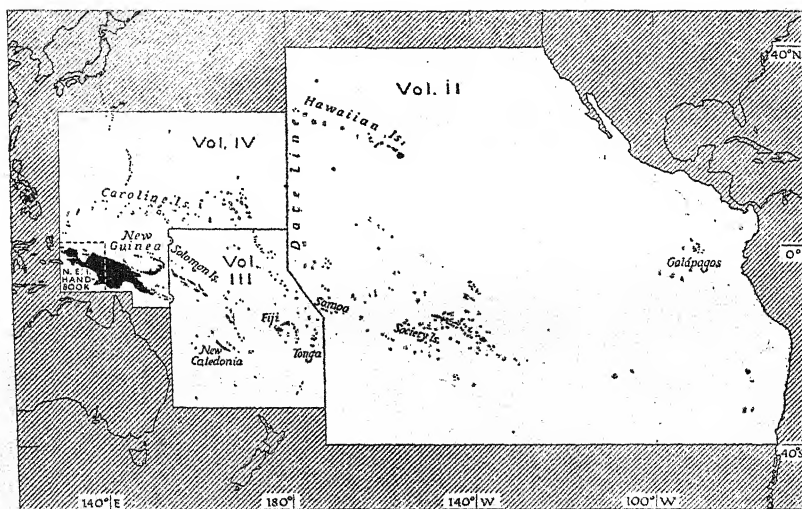 40°N
Vol. ii
Hawaiian Is.
Vol. IV
Date Line
Caroline Is.
New
Guinea
Solomon Is.
Vol
III
0°
Galápagos
N. E. I.
HAND
BOOK
Samoa
Fiji
Society Is.
New
Caledonia
Tonga
40°S
140° E
180°
140° W
100° W